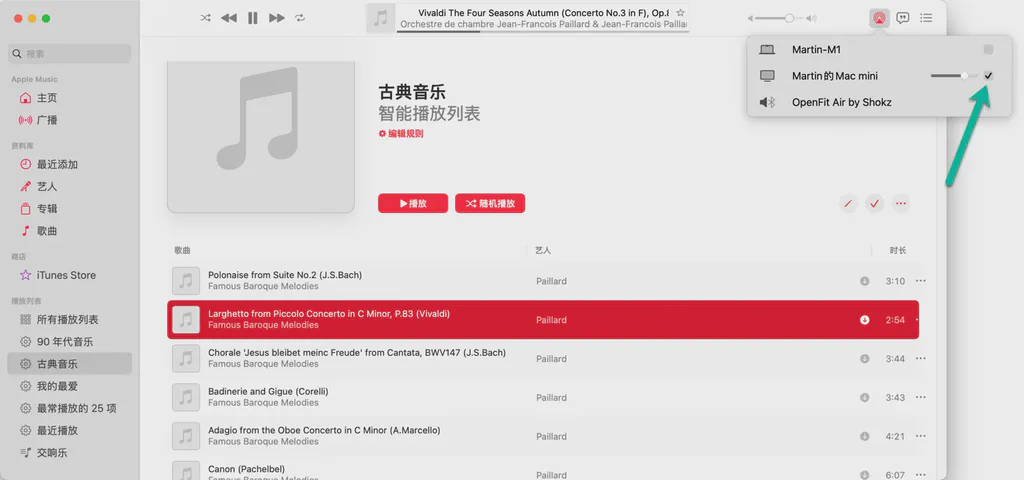 Vivaldi The Four Seasons Autumn (Concerto No.3 in F), Op.8
Orchestre de chambre Jean-Francois Paillard & Jean-Francois Paillard
搜索
Apple Music
主页
广播
资料库
最近添加
艺人
专辑
歌曲
商店
iTunes Store
播放列表
所有播放列表
90 年代音乐
古典音乐
我的最爱
最常播放的 25 项
最近播放
交响乐
Martin-M1
Martin的Mac mini
OpenFit Air by Shokz
古典音乐
智能播放列表
编辑规则
播放
随机播放
歌曲 艺人 时长
Polonaise from Suite No.2 (J.S.Bach) Paillard 3:10
Famous Baroque Melodies
Larghetto from Piccolo Concerto in C Minor, P.83 (Vivaldi) Paillard 2:54
Famous Baroque Melodies
Chorale 'Jesus bleibet meinc Freude' from Cantata, BWV147 (J.S.Bach) Paillard 3:44
Famous Baroque Melodies
Badinerie and Gigue (Corelli) Paillard 3:43
Famous Baroque Melodies
Adagio from the Oboe Concerto in C Minor (A.Marcello) Paillard 4:21
Famous Baroque Melodies
Canon (Pachelbel) Paillard 6:07